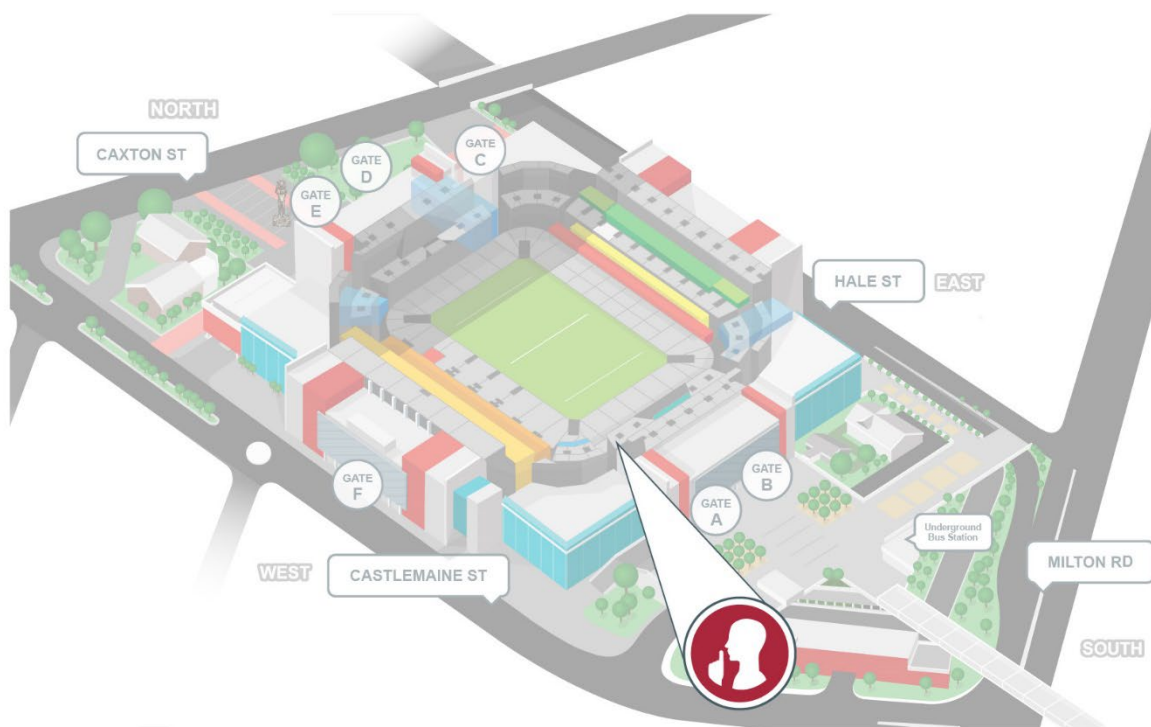 NORTH
CAXTON ST
GATE
C
GATE
D
GATE
E
HALE ST
EAST
GATE
F
GATE
B
GATE
A
Underground
Bus Station
WEST
CASTLEMAINE ST
MILTON RD
SOUTH